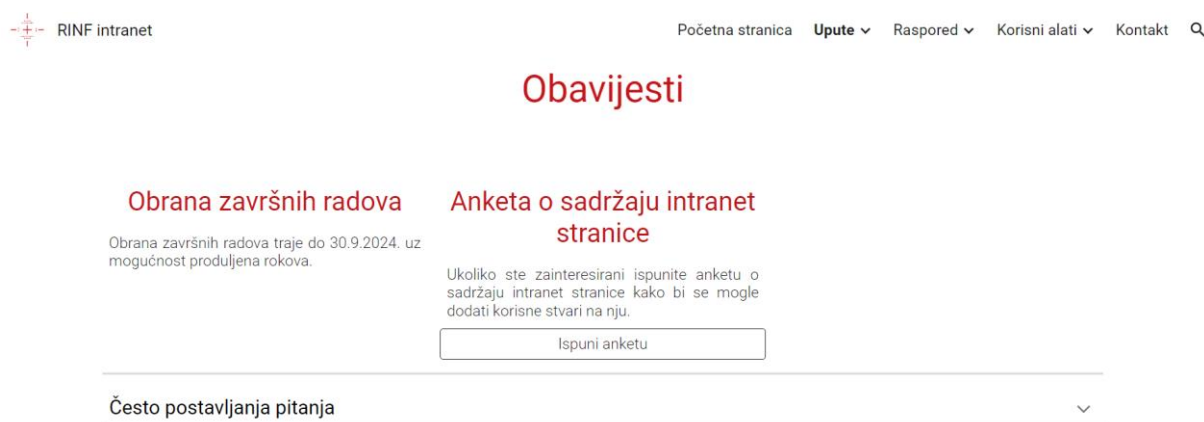 RINF intranet
Početna stranica Upute Raspored Korisni alati Kontakt
Obavijesti
Obrana završnih radova
Obrana završnih radova traje do 30.9.2024. uz
mogućnost produljena rokova.
Anketa o sadržaju intranet
stranice
Ukoliko ste zainteresirani ispunite anketu o
sadržaju intranet stranice kako bi se mogle
dodati korisne stvari na nju.
Ispuni anketu
Često postavljanja pitanja